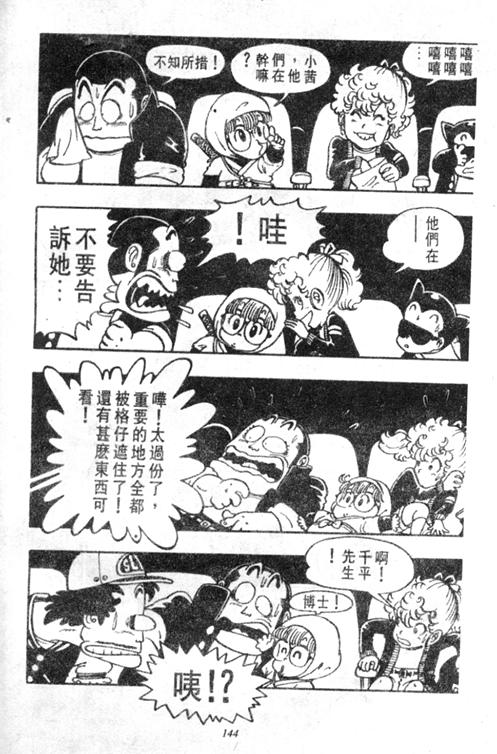 …嘻嘻嘻
嘻嘻嘻
小茜
們，他
幹在
？嘛
不知所措！
他們在
——
哇！
不要告
訴她…
嘩！太過份了，
重要的地方全都
被格仔遮住了！
還有甚麽東西可
看！
啊！
千平
先生！
博士！
GL
咦！？
144